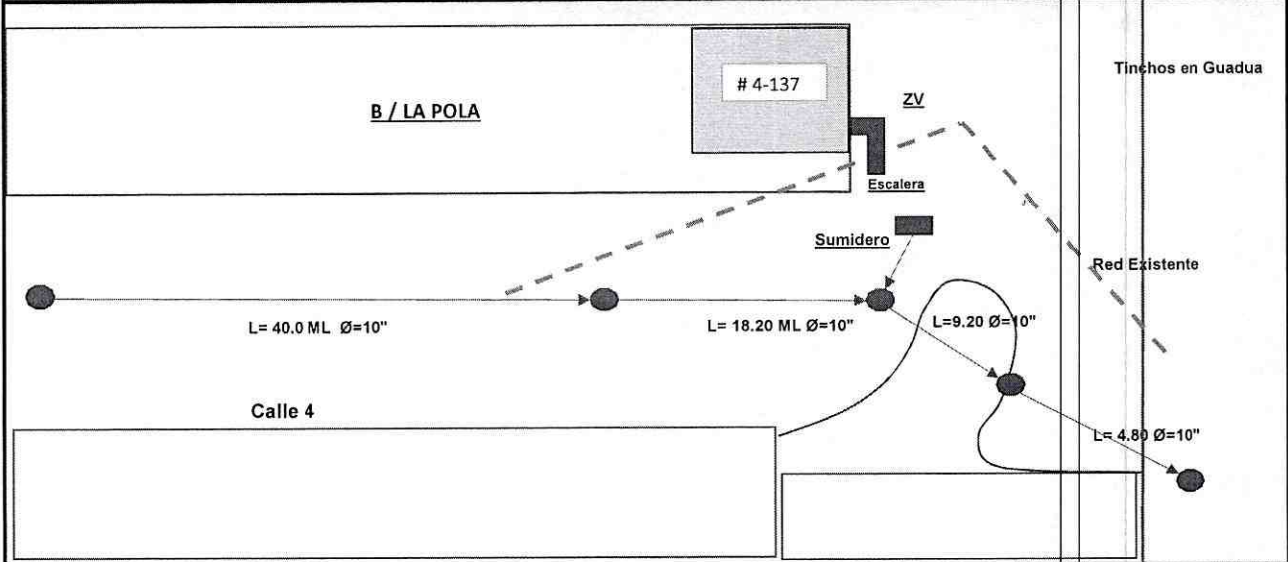 Tinchos en Guadua
# 4-137
ZV
B / LA POLA
Escalera
Sumidero
Red Existente
L= 40.0 ML Ø=10"
L= 18.20 ML Ø=10"
L=9.20 Ø=10"
Calle 4
L= 4.80 Ø=10"